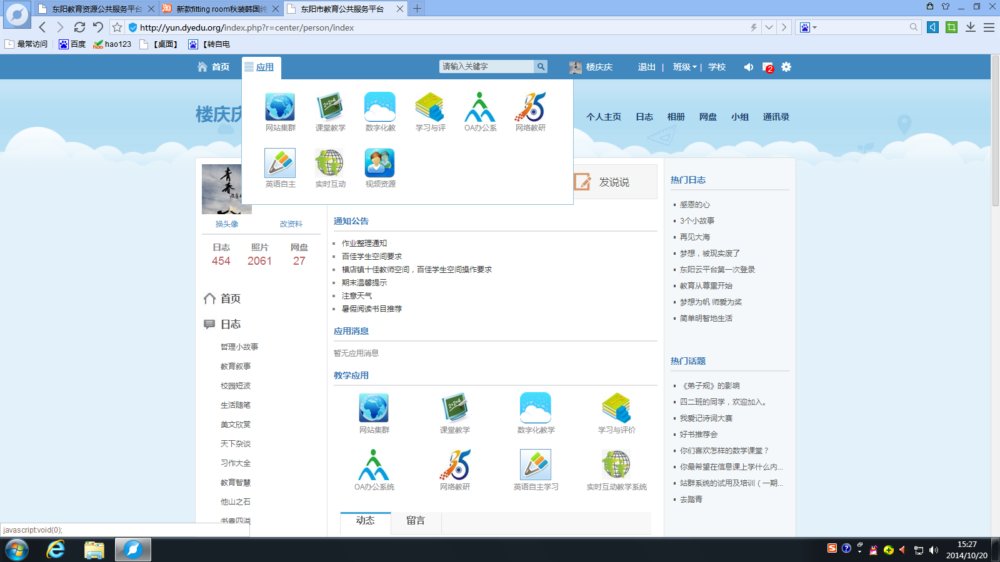 东阳教育资源公共服务平台
新款fitting room秋装韩国纯
东阳市教育公共服务平台
http://yun.dyedu.org/index.php?r=center/person/index
最常访问 百度 hao123 【桌面】 【转自电
首页 应用 请输入关键字 楼庆庆 退出 | 班级 | 学校 2
楼庆庆
个人主页 日志 相册 网盘 小组 通讯录
网站集群 课堂教学 数字化教 学习与评 OA办公系 网络教研
英语自主 实时互动 视频资源
青春
换头像 改资料
日志 照片 网盘
454 2061 27
首页
日志
哲理小故事
教育叙事
校园短波
生活随笔
美文欣赏
天下杂谈
习作大全
教育智慧
他山之石
书香四溢
发说说
通知公告
作业整理通知
百佳学生空间要求
横店镇十佳教师空间，百佳学生空间操作要求
期末温馨提示
注意天气
暑假阅读书目推荐
应用消息
暂无应用消息
教学应用
网站集群 课堂教学 数字化教学 学习与评价
OA办公系统 网络教研 英语自主学习 实时互动教学系统
动态 留言
热门日志
感恩的心
3个小故事
再见大海
梦想，被现实废了
东阳云平台第一次登录
教育从尊重开始
梦想为帆 师爱为桨
简单明智地生活
热门话题
《弟子规》的影响
四二班的同学，欢迎加入。
我爱记诗词大赛
好书推荐会
你们喜欢怎样的数学课堂？
你最希望在信息课上学什么内...
站群系统的试用及培训（一期...
去踏青
javascript:void(0);
15:27
2014/10/20